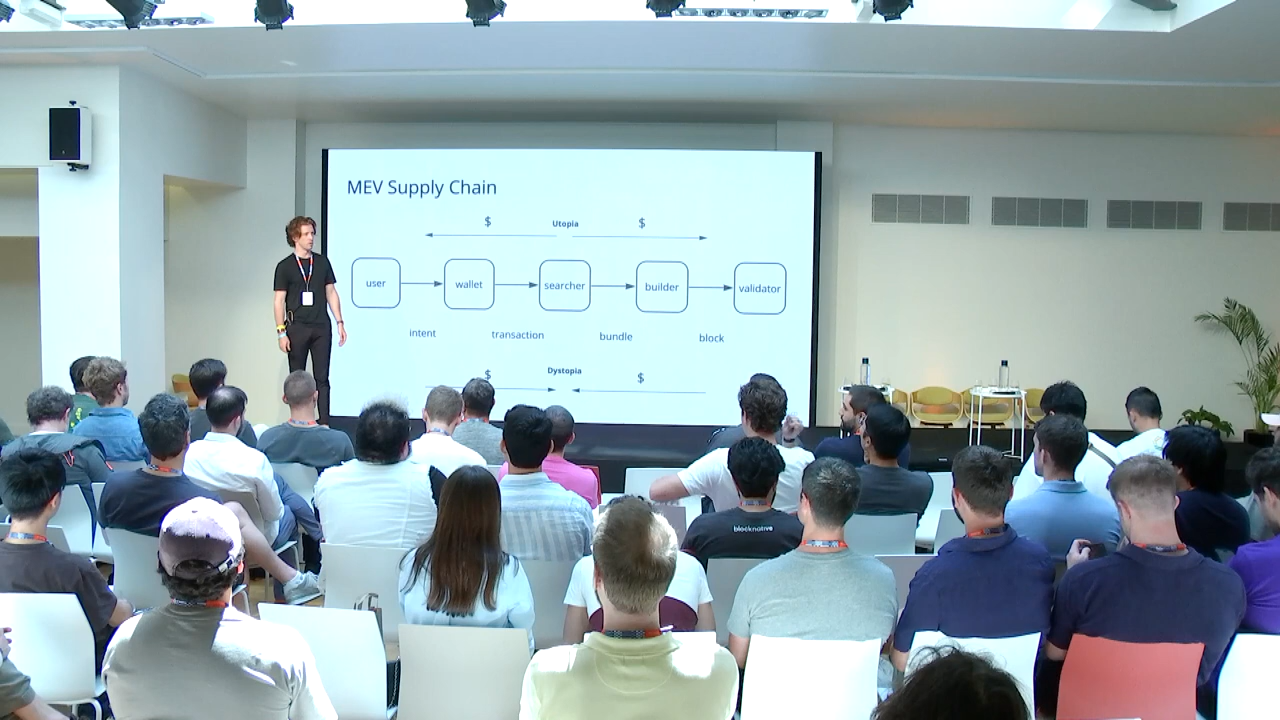 MEV Supply Chain
$ Utopia $
user wallet searcher builder validator
intent transaction bundle block
$ Dystopia $
blocknative